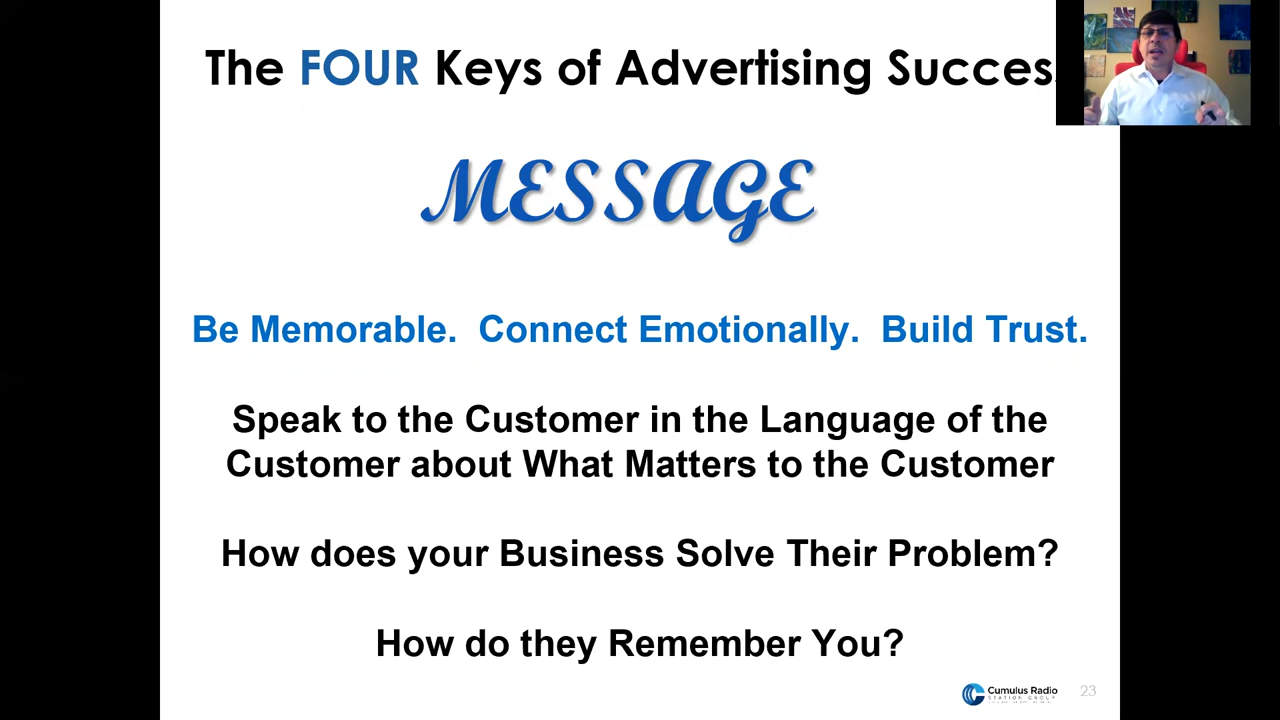 The FOUR Keys of Advertising Succes
MESSAGE
Be Memorable. Connect Emotionally. Build Trust.
Speak to the Customer in the Language of the
Customer about What Matters to the Customer
How does your Business Solve Their Problem?
How do they Remember You?
Cumulus Radio
STATION GROUP
23